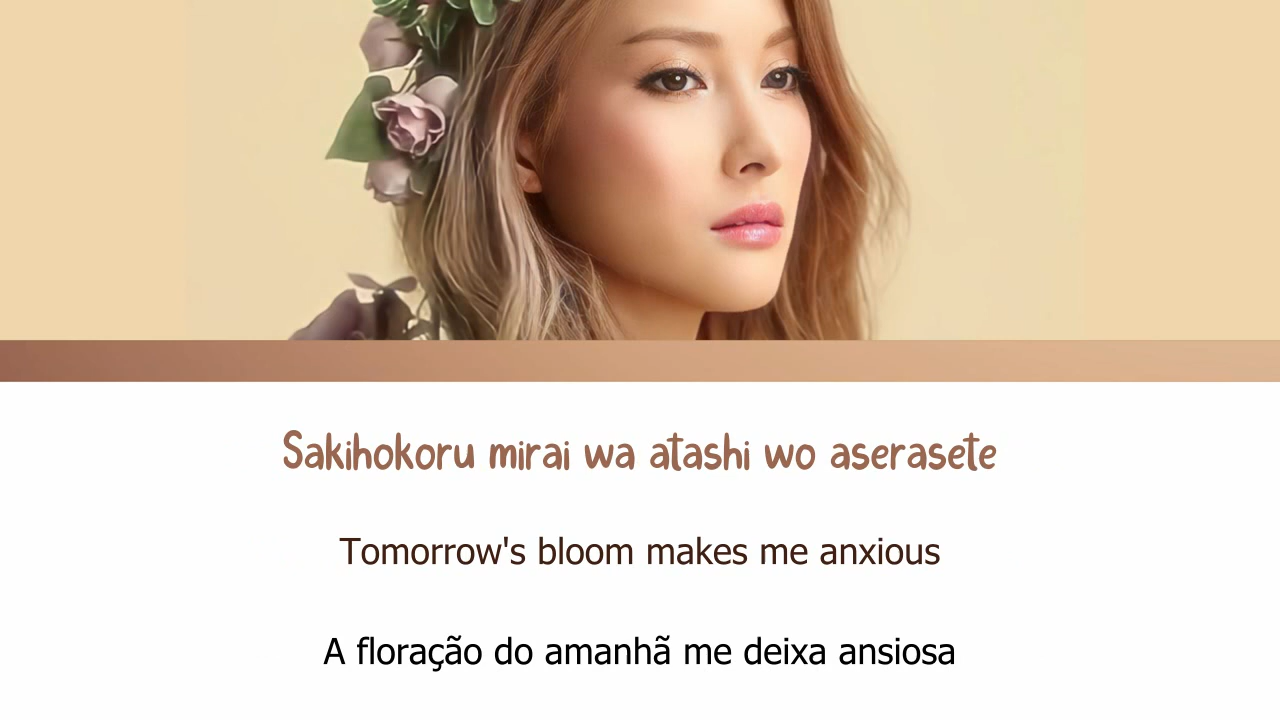 Sakihokoru mirai wa atashi wo aserasete
Tomorrow's bloom makes me anxious
A floração do amanhã me deixa ansiosa